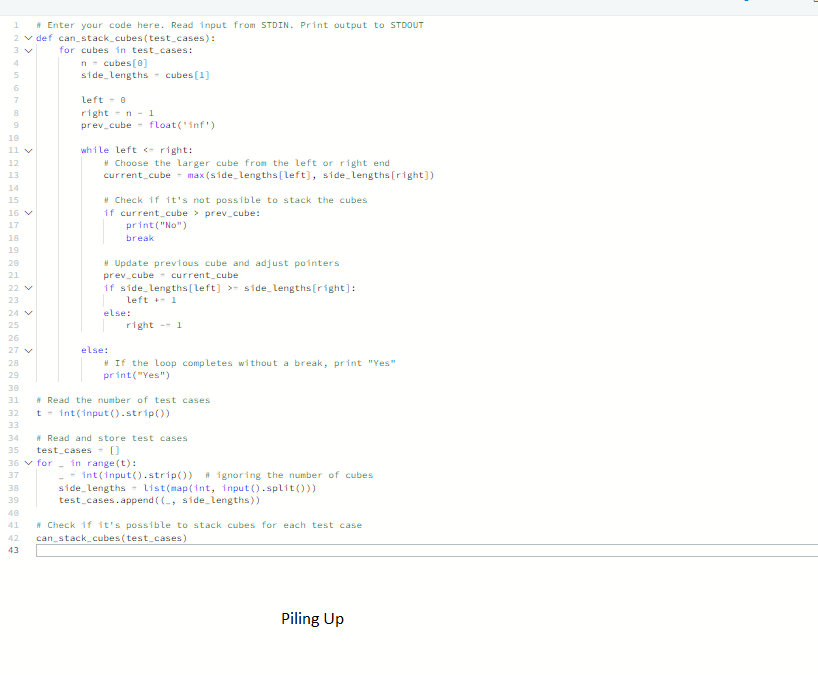 1 # Enter your code here. Read input from STDIN. Print output to STDOUT
2 def can_stack_cubes(test_cases):
3 for cubes in test_cases:
4 n = cubes[0]
5 side_lengths = cubes[1]
6
7 left = 0
8 right = n - 1
9 prev_cube = float('inf')
10
11 while left <= right:
12 # Choose the larger cube from the left or right end
13 current_cube = max(side_lengths[left], side_lengths[right])
14
15 # Check if it's not possible to stack the cubes
16 if current_cube > prev_cube:
17 print("No")
18 break
19
20 # Update previous cube and adjust pointers
21 prev_cube = current_cube
22 if side_lengths[left] >= side_lengths[right]:
23 left += 1
24 else:
25 right -= 1
26
27 else:
28 # If the loop completes without a break, print "Yes"
29 print("Yes")
30
31 # Read the number of test cases
32 t = int(input().strip())
33
34 # Read and store test cases
35 test_cases = []
36 for _ in range(t):
37 _ = int(input().strip()) # ignoring the number of cubes
38 side_lengths = list(map(int, input().split()))
39 test_cases.append((_, side_lengths))
40
41 # Check if it's possible to stack cubes for each test case
42 can_stack_cubes(test_cases)
43
Piling Up